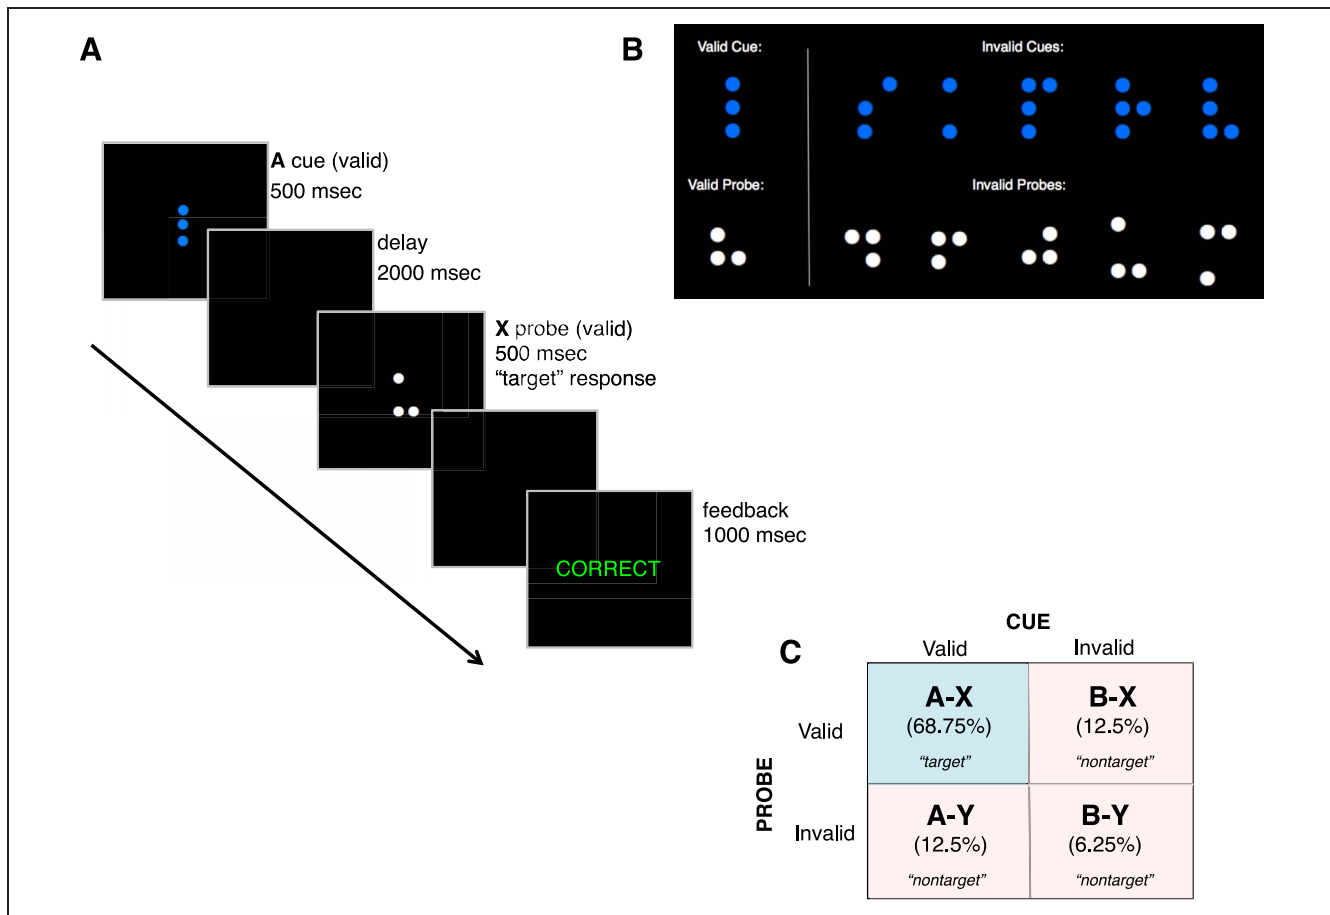 A
A cue (valid)
500 msec
delay
2000 msec
X probe (valid)
500 msec
“target” response
CORRECT
feedback
1000 msec
B
Valid Cue:
Invalid Cues:
Valid Probe:
Invalid Probes:
C
CUE
Valid
Invalid
PROBE
Valid
A-X
(68.75%)
“target”
B-X
(12.5%)
“nontarget”
Invalid
A-Y
(12.5%)
“nontarget”
B-Y
(6.25%)
“nontarget”